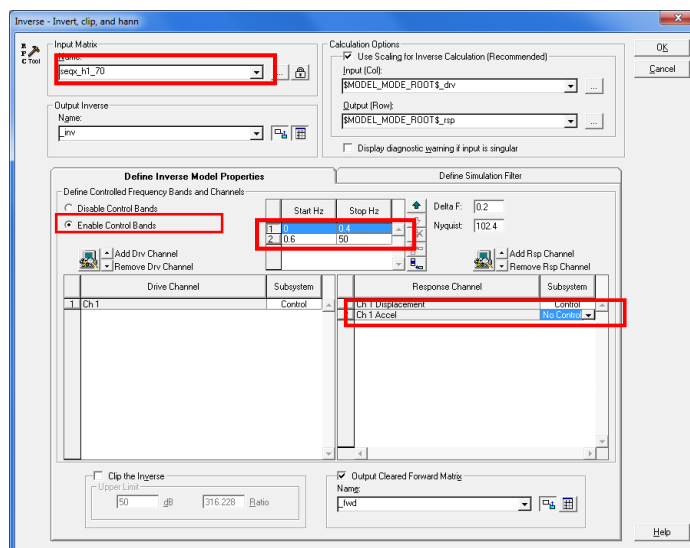 Inverse - Invert, clip, and hann
R P C Tool
Input Matrix
Name:
seqx_h1_70
...
Output Inverse
Name:
_inv
Calculation Options
Use Scaling for Inverse Calculation (Recommended)
Input (Col):
$MODEL_MODE_ROOT$_drv
...
Output (Row):
$MODEL_MODE_ROOT$_rsp
...
Display diagnostic warning if input is singular
OK
Cancel
Define Inverse Model Properties
Define Simulation Filter
Define Controlled Frequency Bands and Channels
Disable Control Bands
Enable Control Bands
Start Hz Stop Hz
1 0 0.4
2 0.6 50
Delta F: 0.2
Nyquist: 102.4
Add Drv Channel
Remove Drv Channel
Add Rsp Channel
Remove Rsp Channel
Drive Channel Subsystem
1 Ch 1 Control
Response Channel Subsystem
Ch 1 Displacement Control
Ch 1 Accel No Control
Clip the Inverse
Upper Limit
50 dB 316.228 Ratio
Output Cleared Forward Matrix
Name:
_fwd
Help